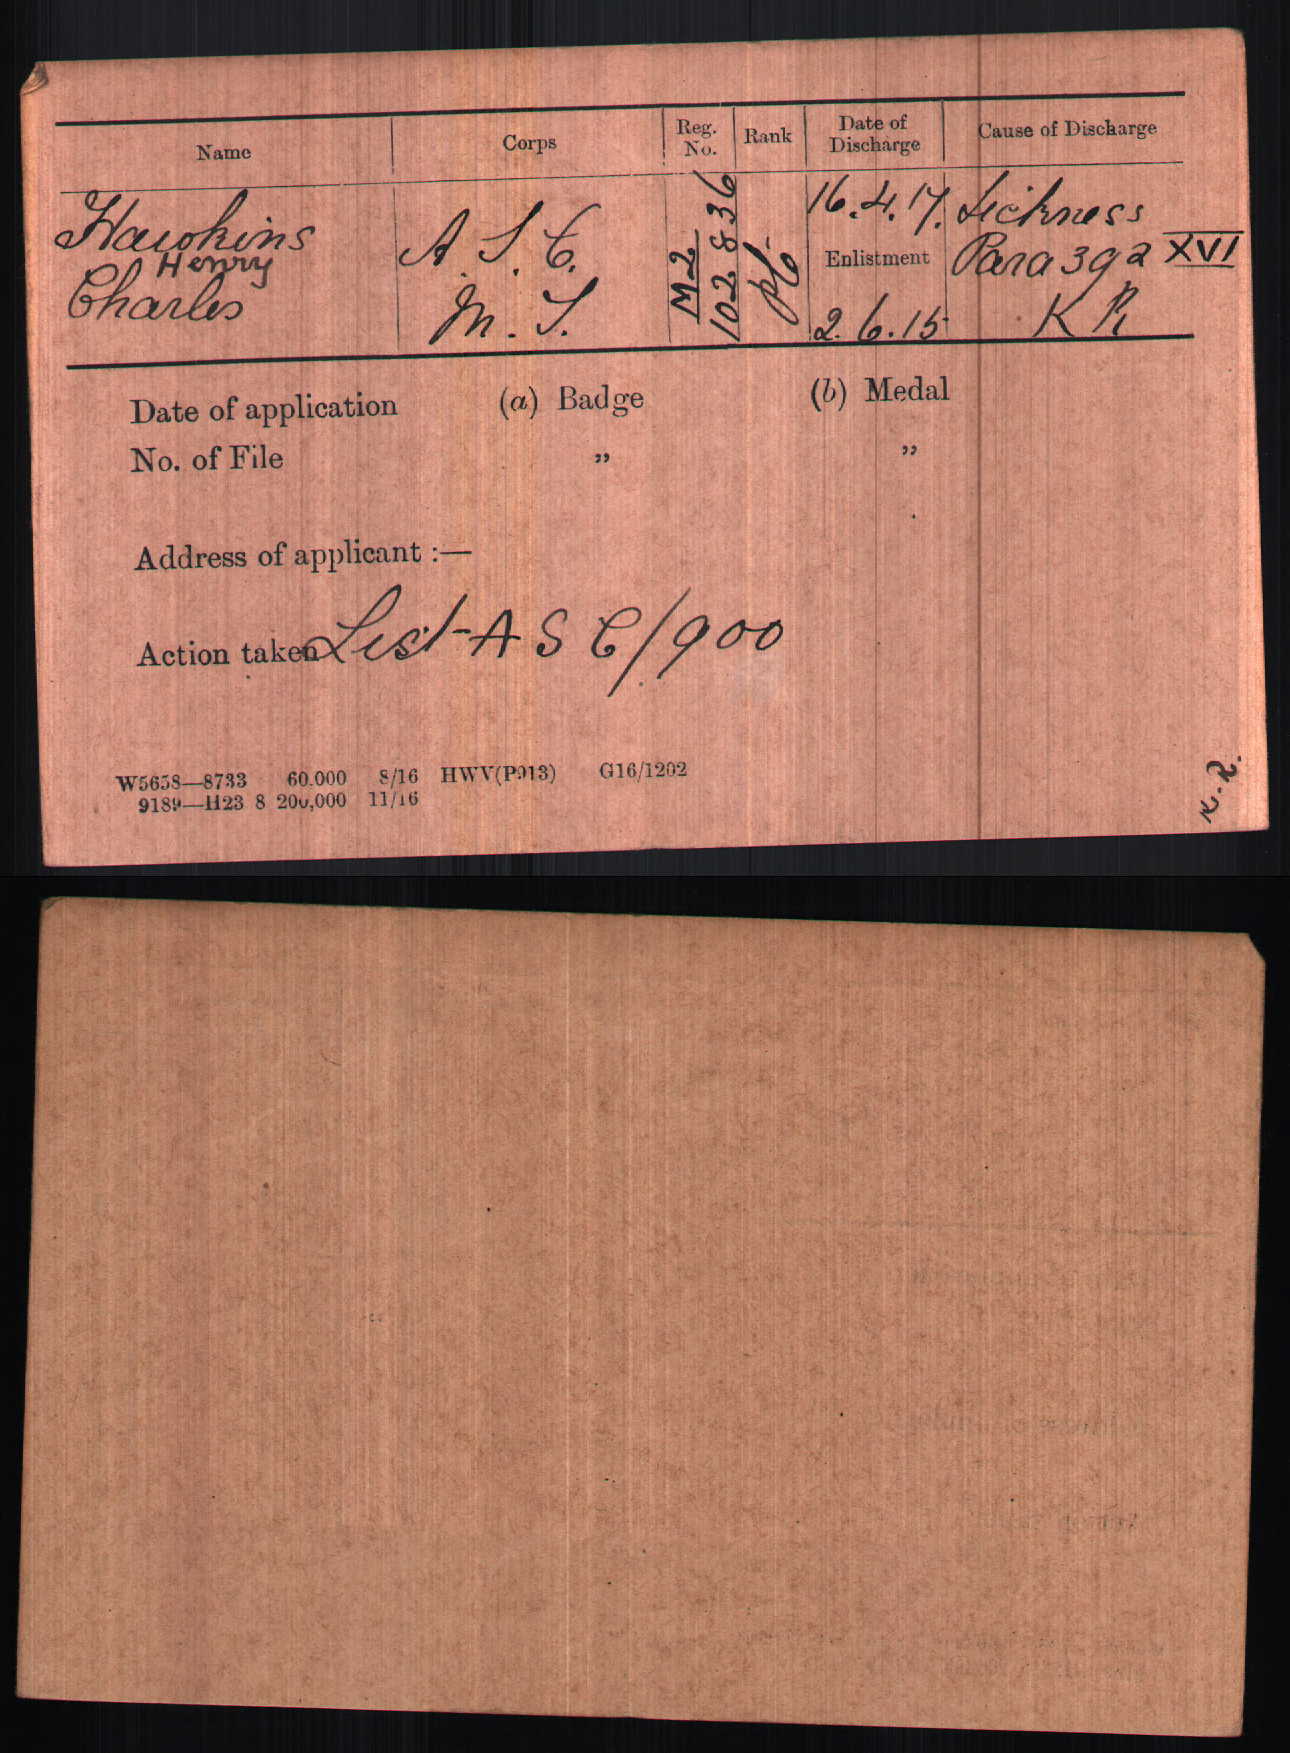 Name Corps Reg. No. Rank Date of Discharge Cause of Discharge
Hawkins
Henry
Charles
A. S. C.
M. T.
M2
102836
Pte
16.4.17.
Enlistment
2.6.15
Sickness
Para 392 XVI
K R
Date of application (a) Badge (b) Medal
No. of File " "
Address of applicant :—
Action taken List A S C/900
W5658—8733 60.000 8/16 HWV(P913) G16/1202
9189—H23 8 200,000 11/16
K.R.